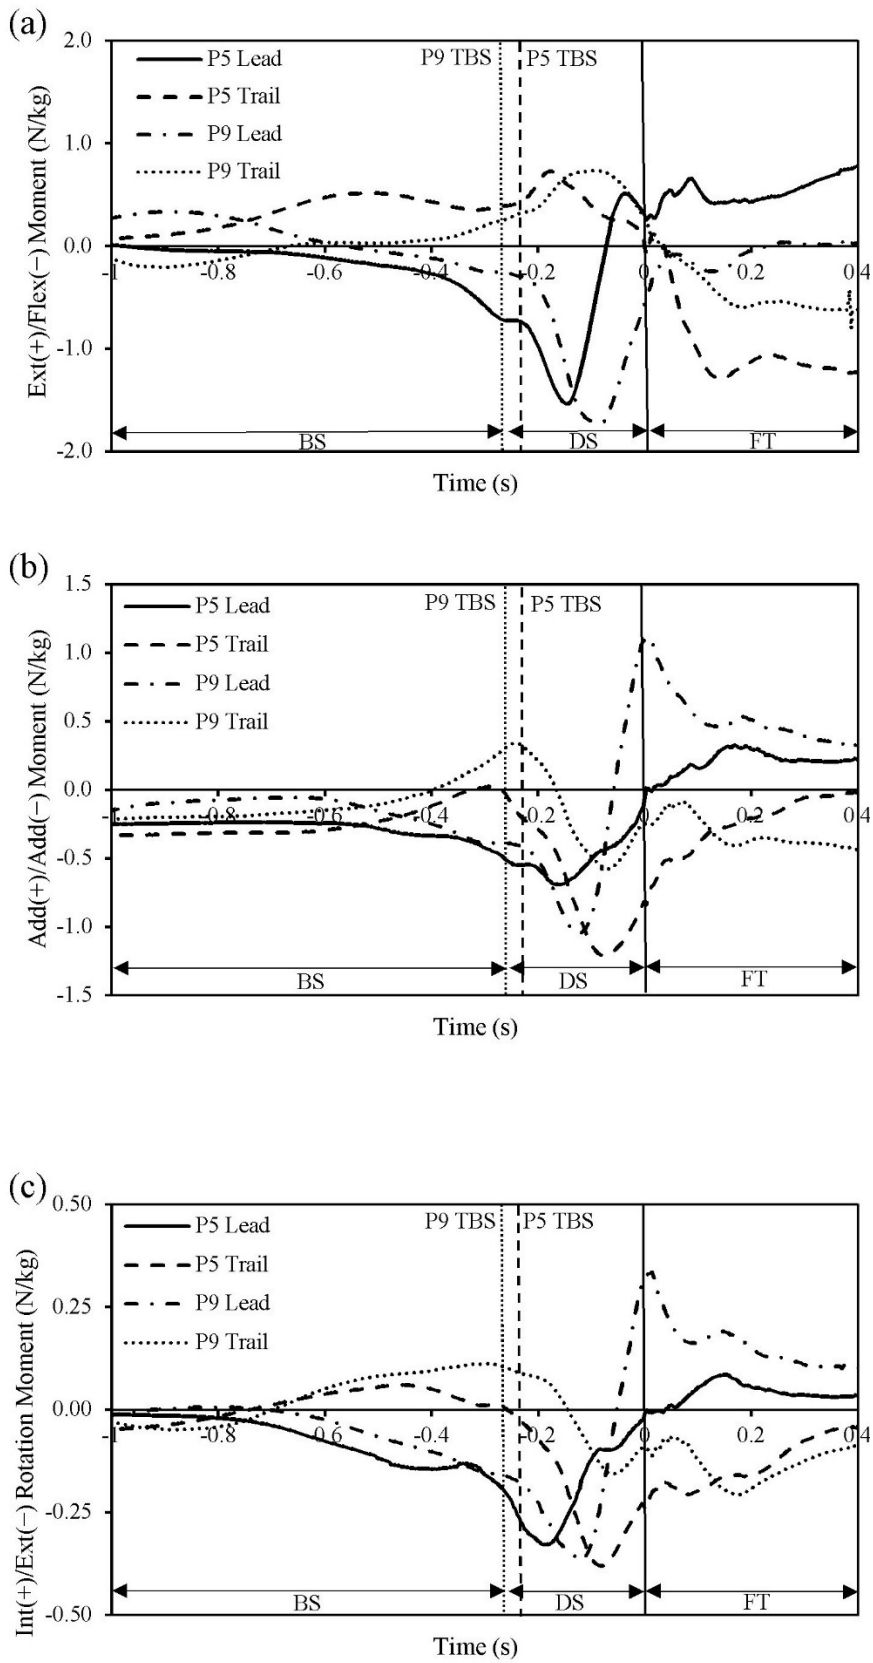 (a)
2.0
P9 TBS
P5 TBS
P5 Lead
P5 Trail
1.0
P9 Lead
P9 Trail
0.0
-1
-0.8
-0.6
-0.4
-0.2
0
0.2
0.4
-1.0
BS
DS
FT
-2.0
Ext(+)/Flex(−) Moment (N/kg)
Time (s)
(b)
1.5
P9 TBS
P5 TBS
P5 Lead
1.0
P5 Trail
P9 Lead
0.5
P9 Trail
0.0
-1
-0.8
-0.6
-0.4
-0.2
0
0.2
0.4
-0.5
-1.0
BS
DS
FT
-1.5
Add(+)/Add(−) Moment (N/kg)
Time (s)
(c)
0.50
P9 TBS
P5 TBS
P5 Lead
P5 Trail
0.25
P9 Lead
P9 Trail
0.00
-1
-0.8
-0.6
-0.4
-0.2
0
0.2
0.4
-0.25
BS
DS
FT
-0.50
Int(+)/Ext(−) Rotation Moment (N/kg)
Time (s)